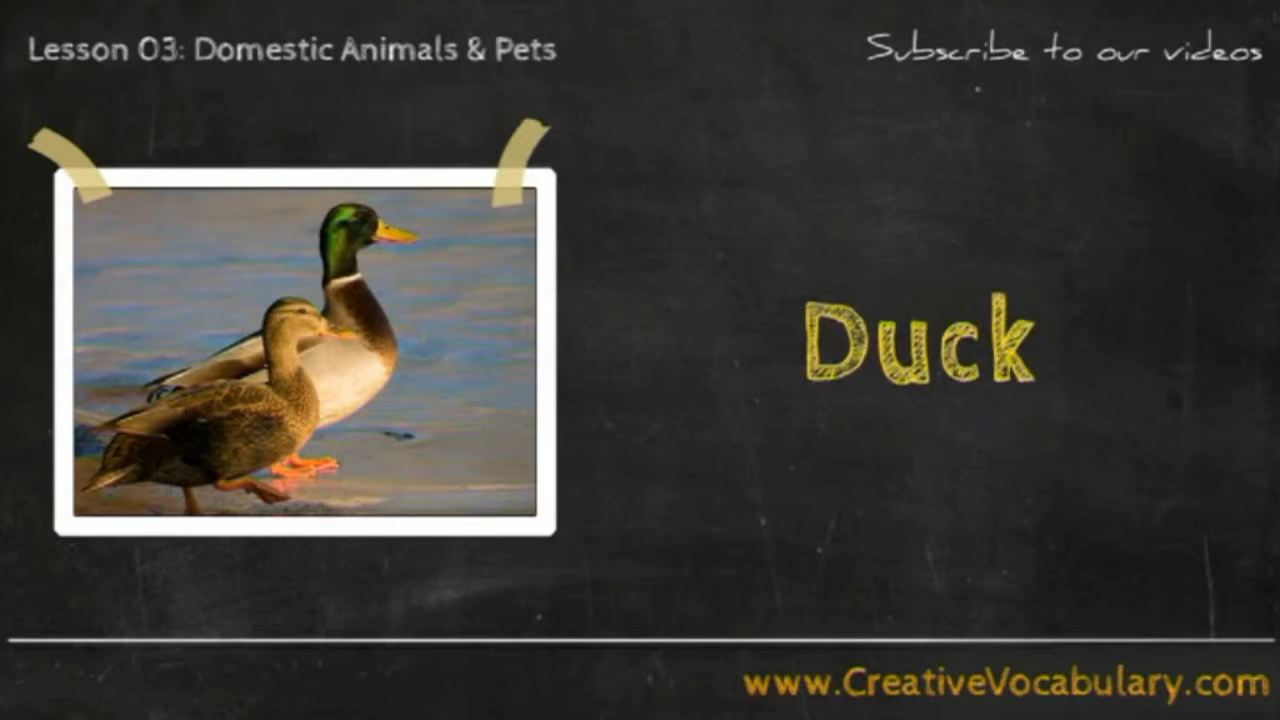 Lesson 03: Domestic Animals & Pets
Subscribe to our videos
Duck
www.CreativeVocabulary.com